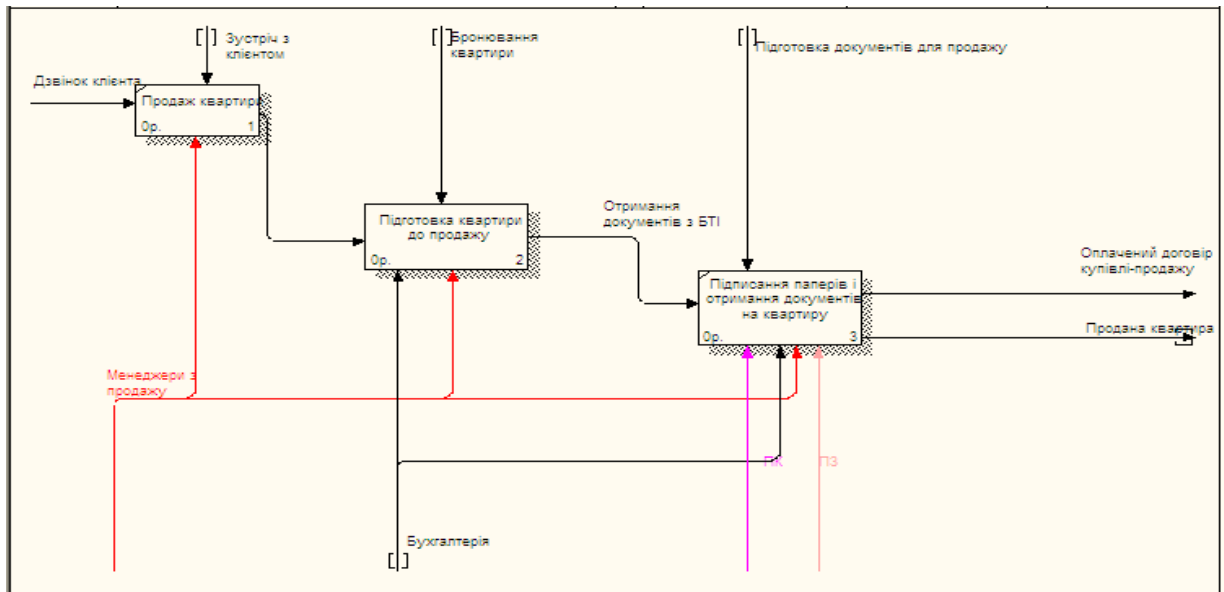 Зустріч з
клієнтом
Бронювання
квартири
Підготовка документів для продажу
Дзвінок клієнта
Продаж квартири
0р. 1
Підготовка квартири
до продажу
0р. 2
Отримання
документів з БТІ
Підписання паперів і
отримання документів
на квартиру
0р. 3
Оплачений договір
купівлі-продажу
Продана квартира
Менеджери з
продажу
ПК
ПЗ
Бухгалтерія